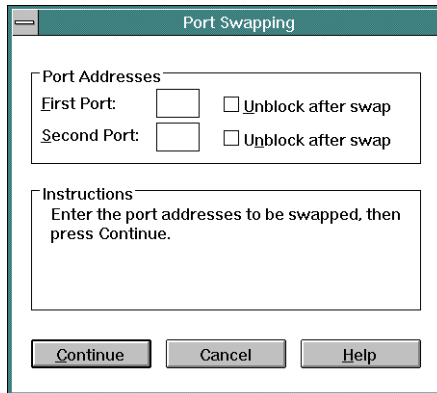 Port Swapping
Port Addresses
First Port:
Unblock after swap
Second Port:
Unblock after swap
Instructions
Enter the port addresses to be swapped, then
press Continue.
Continue
Cancel
Help